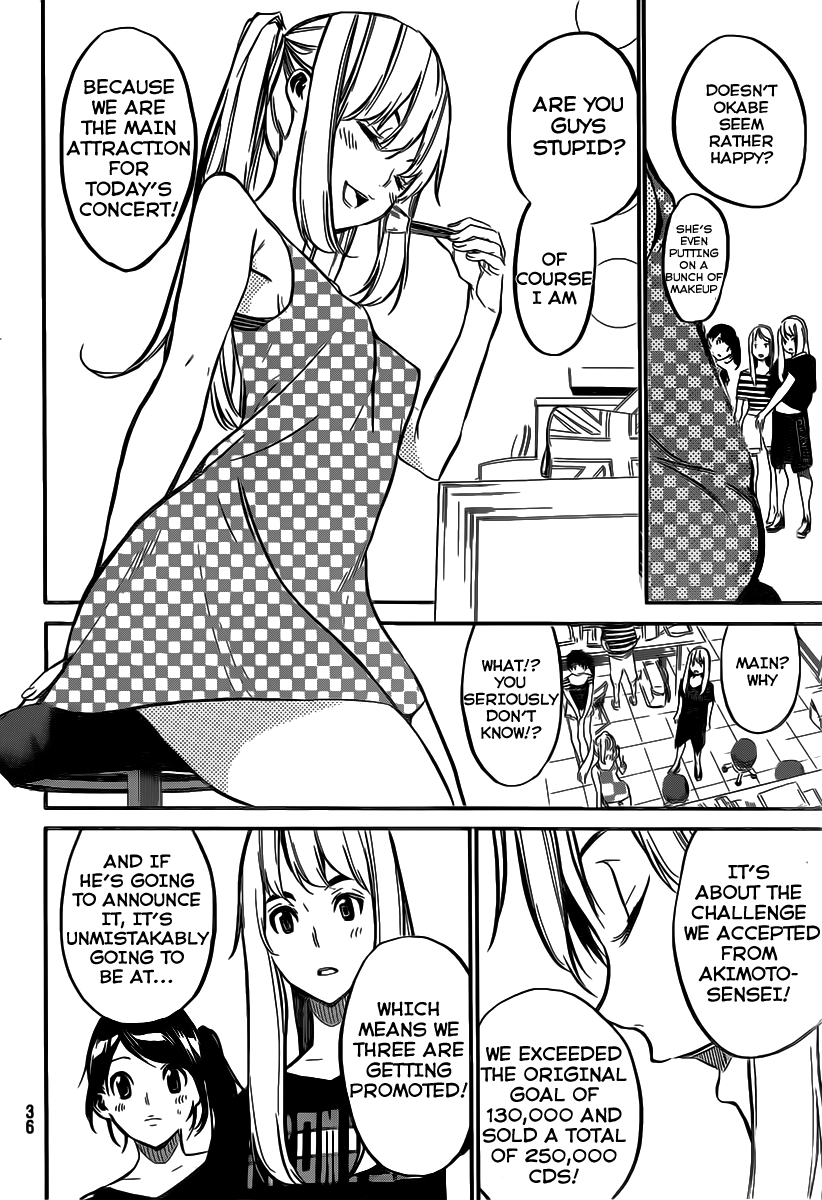 DOESN'T
OKABE
SEEM
RATHER
HAPPY?
SHE'S
EVEN
PUTTING
ON A
BUNCH OF
MAKEUP
ARE YOU
GUYS
STUPID?
OF
COURSE
I AM
BECAUSE
WE ARE
THE MAIN
ATTRACTION
FOR
TODAY'S
CONCERT!
MAIN?
WHY
WHAT!?
YOU
SERIOUSLY
DON'T
KNOW!?
IT'S
ABOUT THE
CHALLENGE
WE ACCEPTED
FROM
AKIMOTO-
SENSEI!
WE EXCEEDED
THE ORIGINAL
GOAL OF
130,000 AND
SOLD A TOTAL
OF 250,000
CDS!
WHICH
MEANS WE
THREE ARE
GETTING
PROMOTED!
AND IF
HE'S GOING
TO ANNOUNCE
IT, IT'S
UNMISTAKABLY
GOING TO
BE AT...
36